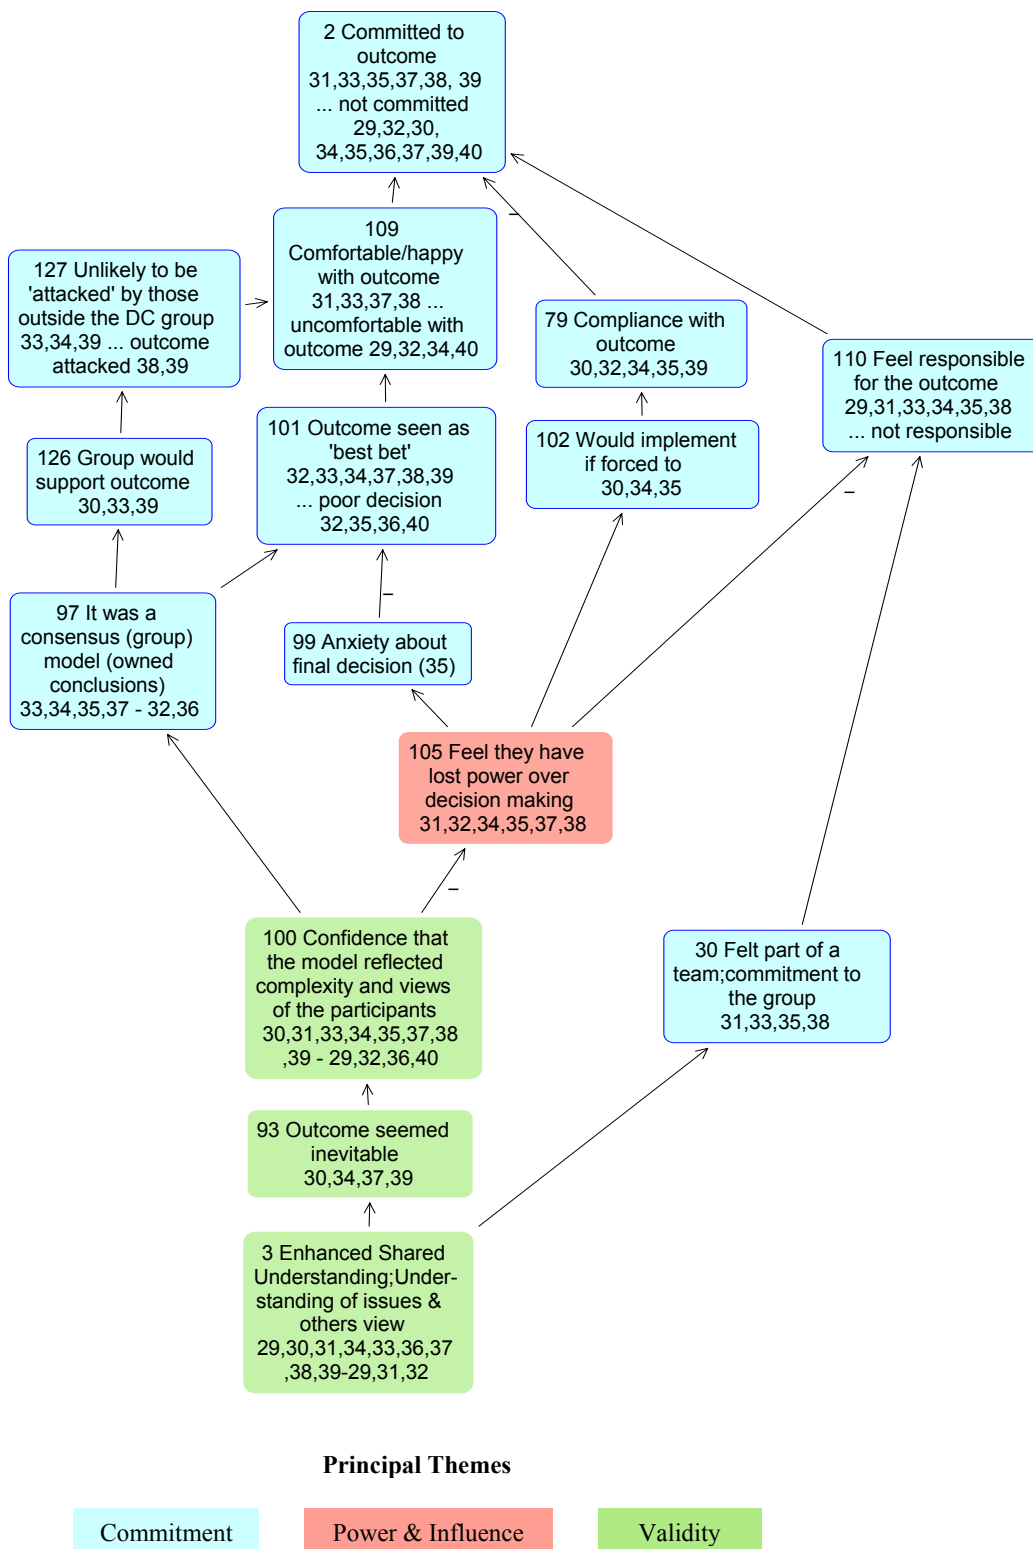 2 Committed to
outcome
31,33,35,37,38, 39
... not committed
29,32,30,
34,35,36,37,39,40
–
109
Comfortable/happy
with outcome
31,33,37,38 ...
uncomfortable with
outcome 29,32,34,40
127 Unlikely to be
'attacked' by those
outside the DC group
33,34,39 ... outcome
attacked 38,39
79 Compliance with
outcome
30,32,34,35,39
110 Feel responsible
for the outcome
29,31,33,34,35,38
... not responsible
101 Outcome seen as
'best bet'
32,33,34,37,38,39
... poor decision
32,35,36,40
102 Would implement
if forced to
30,34,35
126 Group would
support outcome
30,33,39
–
–
97 It was a
consensus (group)
model (owned
conclusions)
33,34,35,37 - 32,36
99 Anxiety about
final decision (35)
105 Feel they have
lost power over
decision making
31,32,34,35,37,38
–
100 Confidence that
the model reflected
complexity and views
of the participants
30,31,33,34,35,37,38
,39 - 29,32,36,40
30 Felt part of a
team;commitment to
the group
31,33,35,38
93 Outcome seemed
inevitable
30,34,37,39
3 Enhanced Shared
Understanding;Under-
standing of issues &
others view
29,30,31,34,33,36,37
,38,39-29,31,32
Principal Themes
Commitment
Power & Influence
Validity